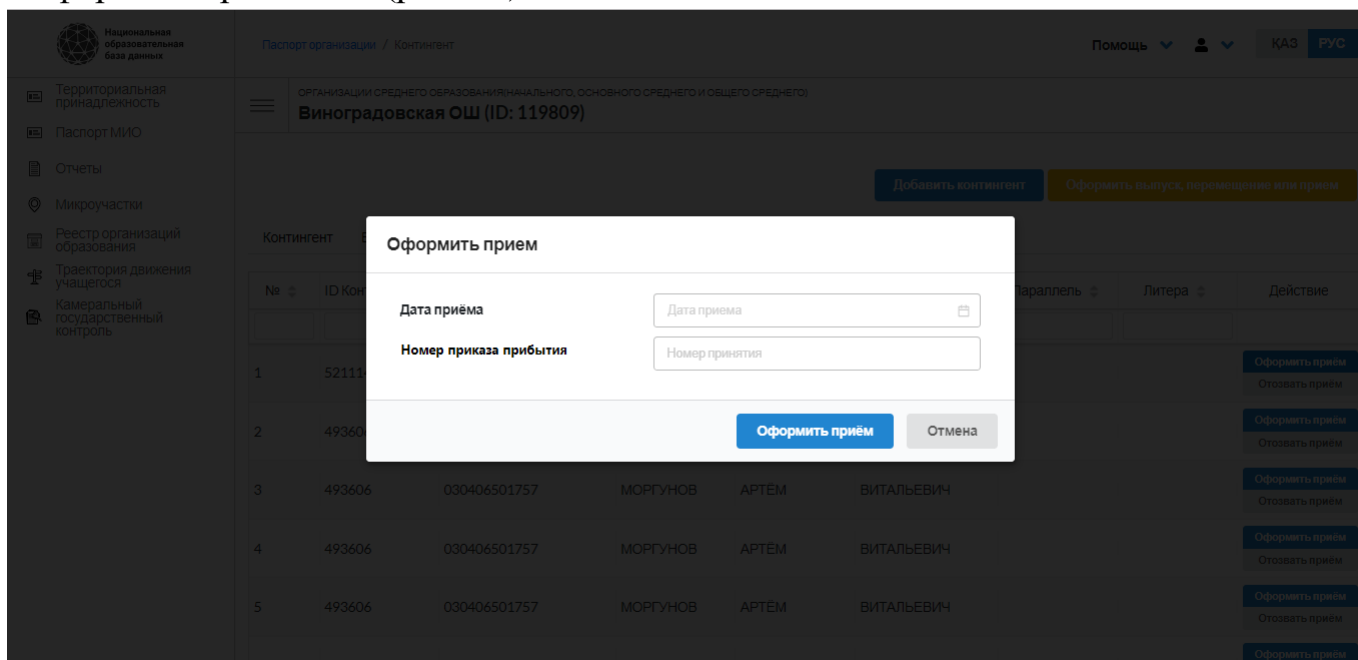 Национальная
образовательная
база данных
Паспорт организации / Контингент
Помощь
ҚАЗ РУС
Территориальная
принадлежность
Паспорт МИО
Отчеты
Микроучастки
Реестр организаций
образования
Траектория движения
учащегося
Камеральный
государственный
контроль
ОРГАНИЗАЦИИ СРЕДНЕГО ОБРАЗОВАНИЯ(НАЧАЛЬНОГО, ОСНОВНОГО СРЕДНЕГО И ОБЩЕГО СРЕДНЕГО)
Виноградовская ОШ (ID: 119809)
Добавить контингент Оформить выпуск, перемещение или прием
Контингент
Оформить прием
Дата приёма Дата приема
Номер приказа прибытия Номер принятия
Оформить приём Отмена
№ ID Параллель Литера Действие
1 Оформить приём
Отозвать приём
2 Оформить приём
Отозвать приём
3 493606 030406501757 МОРГУНОВ АРТЁМ ВИТАЛЬЕВИЧ Оформить приём
Отозвать приём
4 493606 030406501757 МОРГУНОВ АРТЁМ ВИТАЛЬЕВИЧ Оформить приём
Отозвать приём
5 493606 030406501757 МОРГУНОВ АРТЁМ ВИТАЛЬЕВИЧ Оформить приём
Отозвать приём
Оформить приём